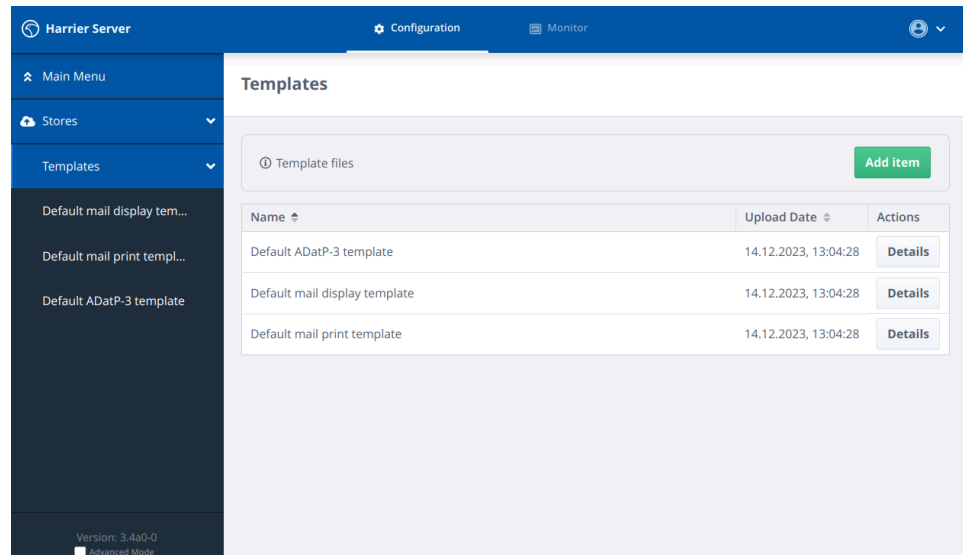 Harrier Server
Configuration
Monitor
Main Menu
Stores
Templates
Default mail display tem...
Default mail print templ...
Default ADatP-3 template
Version: 3.4a0-0
Advanced Mode
Templates
Template files
Add item
Name Upload Date Actions
Default ADatP-3 template 14.12.2023, 13:04:28 Details
Default mail display template 14.12.2023, 13:04:28 Details
Default mail print template 14.12.2023, 13:04:28 Details